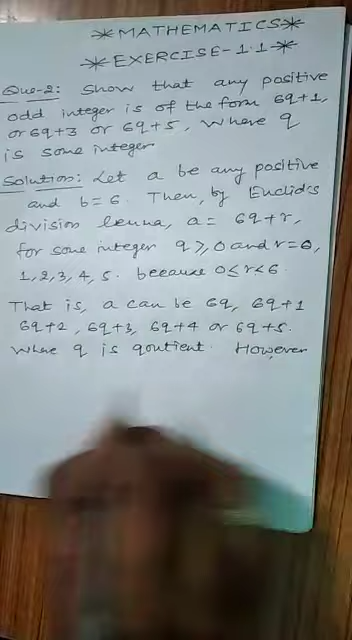 *MATHEMATICS*
*EXERCISE-1.1*
Que-2: Show that any positive
odd integer is of the form 6q+1,
or 6q+3 or 6q+5, where q
is some integer
Solution: Let a be any positive
and b=6. Then, by Euclid's
division lemma, a = 6q+r,
for some integer q≥0 and r=0,
1,2,3,4,5. because 0≤r<6
That is, a can be 6q, 6q+1
6q+2, 6q+3, 6q+4 or 6q+5.
Where q is qoutient. However